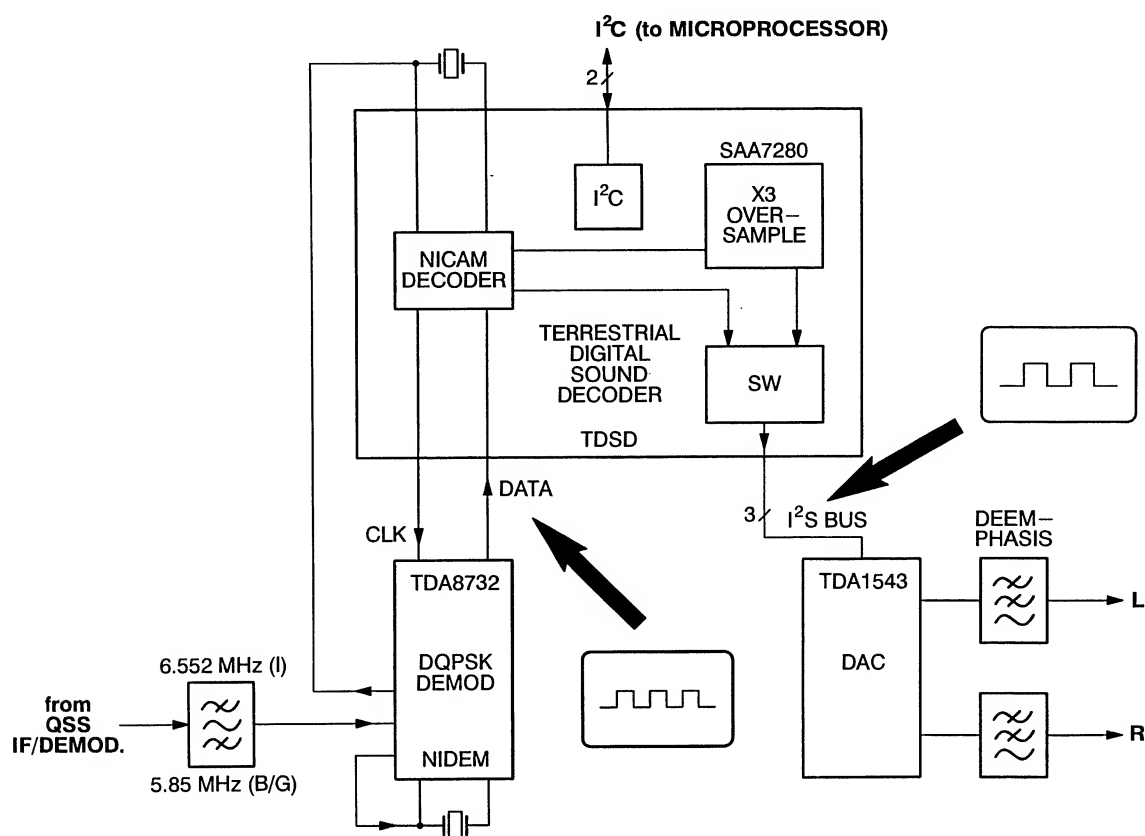 I²C (to MICROPROCESSOR)
2
SAA7280
I²C
X3
OVER–
SAMPLE
NICAM
DECODER
TERRESTRIAL
DIGITAL
SOUND
DECODER
SW
TDSD
DATA
3
I²S BUS
CLK
DEEM–
PHASIS
TDA8732
TDA1543
L
DQPSK
DEMOD
DAC
6.552 MHz (I)
from
QSS
IF/DEMOD.
R
NIDEM
5.85 MHz (B/G)